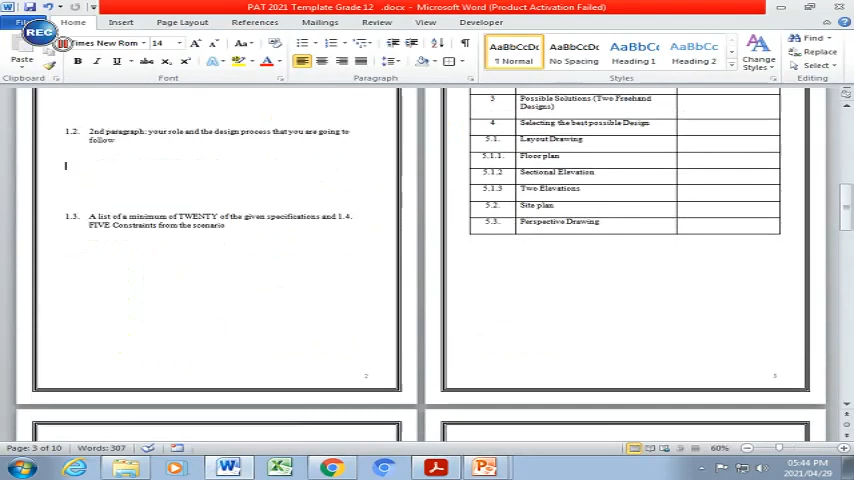 PAT 2021 Template Grade 12 .docx - Microsoft Word (Product Activation Failed)
File
Home
Insert
Page Layout
References
Mailings
Review
View
Developer
REC
Paste
Clipboard
Times New Rom
14
Font
Paragraph
AaBbCcDc
¶ Normal
AaBbCcDc
No Spacing
AaBbCc
Heading 1
AaBbCc
Heading 2
Change
Styles
Styles
Find
Replace
Select
Editing
1.2. 2nd paragraph: your role and the design process that you are going to
follow
1.3. A list of a minimum of TWENTY of the given specifications and 1.4.
FIVE Constraints from the scenario
2
3 Possible Solutions (Two Freehand
Designs)
4 Selecting the best possible Design
5.1. Layout Drawing
5.1.1. Floor plan
5.1.2 Sectional Elevation
5.1.3 Two Elevations
5.2. Site plan
5.3. Perspective Drawing
3
Page: 3 of 10
Words: 307
60%
05:44 PM
2021/04/29